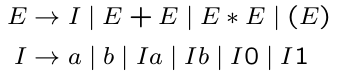 E → I | E + E | E ∗ E | (E)
I → a | b | Ia | Ib | I0 | I1